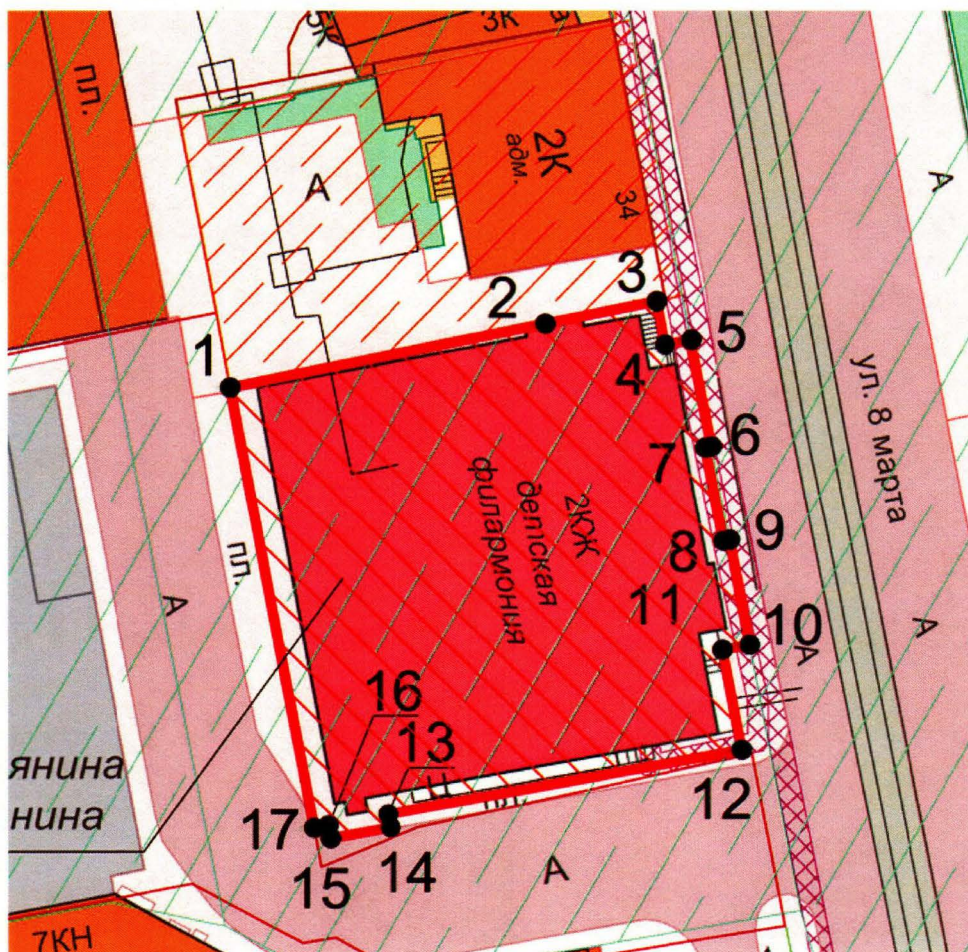 5К
3К
пл.
2К
адм.
34
А
А
1
2
3
4
5
6
7
8
9
10
11
12
13
14
15
16
17
ул. 8 марта
2КЖ
детская
филармония
пл.
А
А
А
А
янина
нина
7КН